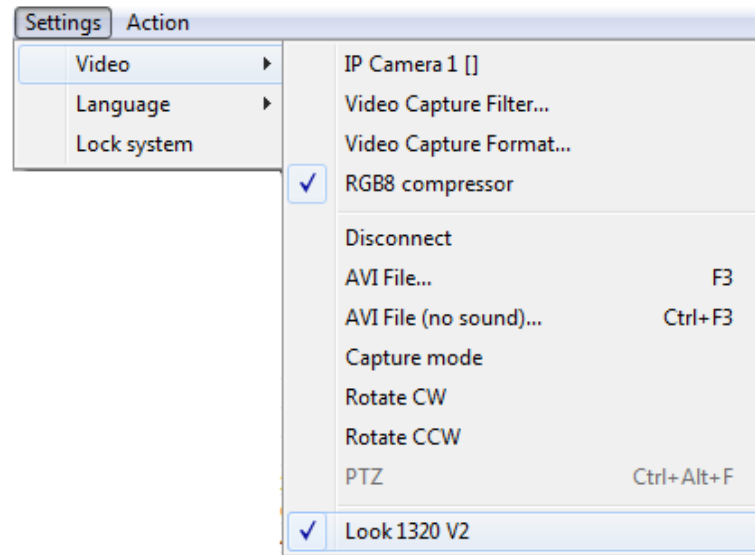 Settings Action
Video
Language
Lock system
IP Camera 1 []
Video Capture Filter...
Video Capture Format...
RGB8 compressor
Disconnect
AVI File... F3
AVI File (no sound)... Ctrl+F3
Capture mode
Rotate CW
Rotate CCW
PTZ Ctrl+Alt+F
Look 1320 V2